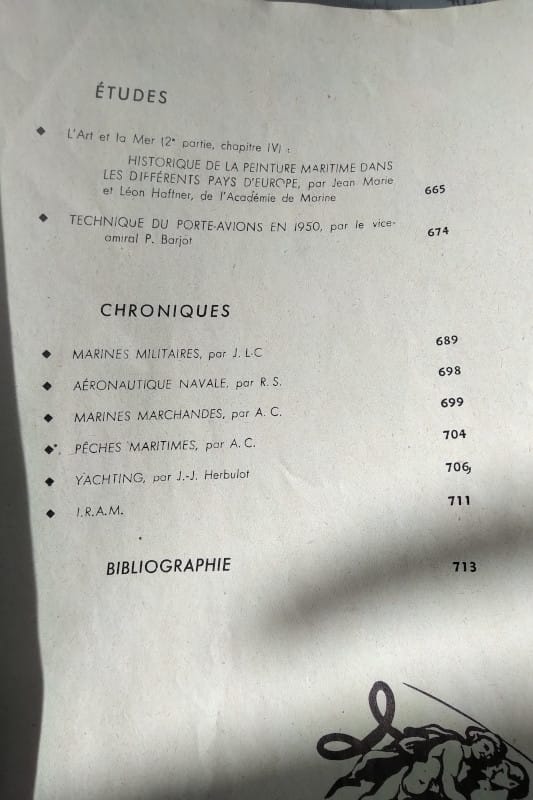 ÉTUDES
◆ L'Art et la Mer (2e partie, chapitre IV) :
HISTORIQUE DE LA PEINTURE MARITIME DANS
LES DIFFÉRENTS PAYS D'EUROPE, par Jean Marie
et Léon Haffner, de l'Académie de Marine 665
◆ TECHNIQUE DU PORTE-AVIONS EN 1950, par le vice-
amiral P. Barjot 674
CHRONIQUES
◆ MARINES MILITAIRES, par J. L-C 689
◆ AÉRONAUTIQUE NAVALE, par R. S. 698
◆ MARINES MARCHANDES, par A. C. 699
◆ PÊCHES MARITIMES, par A. C. 704
◆ YACHTING, par J.-J. Herbulot 706
◆ I.R.A.M. 711
BIBLIOGRAPHIE 713